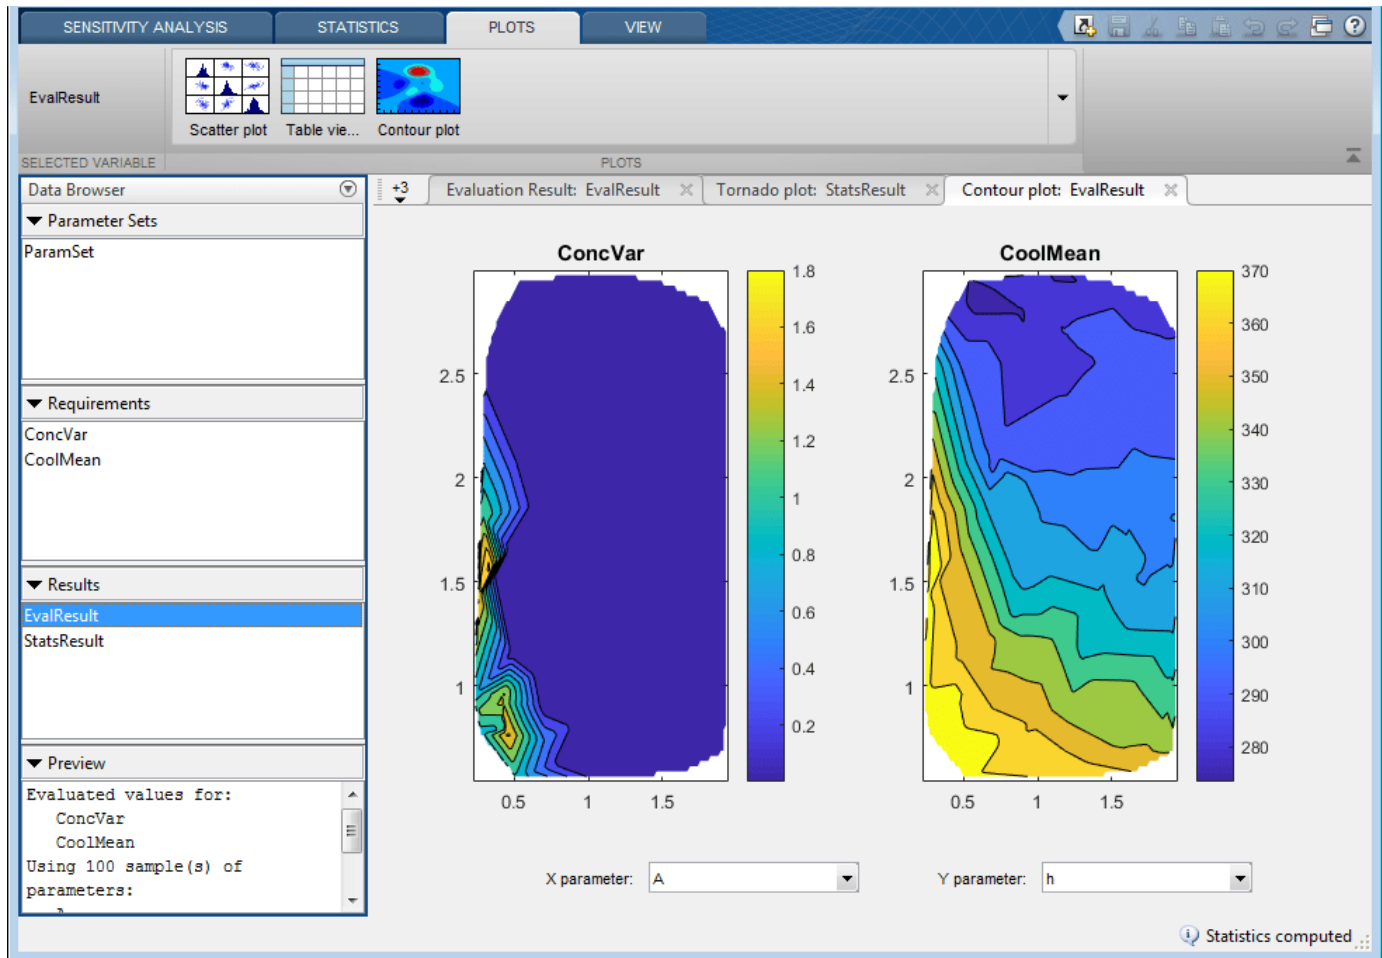 SENSITIVITY ANALYSIS STATISTICS PLOTS VIEW
EvalResult
Scatter plot Table vie... Contour plot
SELECTED VARIABLE PLOTS
Data Browser
+3 Evaluation Result: EvalResult Tornado plot: StatsResult Contour plot: EvalResult
Parameter Sets
ParamSet
Requirements
ConcVar
CoolMean
Results
EvalResult
StatsResult
Preview
Evaluated values for:
ConcVar
CoolMean
Using 100 sample(s) of
parameters:
ConcVar
2.5
2
1.5
1
0.5 1 1.5
1.8
1.6
1.4
1.2
1
0.8
0.6
0.4
0.2
CoolMean
2.5
2
1.5
1
0.5 1 1.5
370
360
350
340
330
320
310
300
290
280
X parameter: A
Y parameter: h
Statistics computed